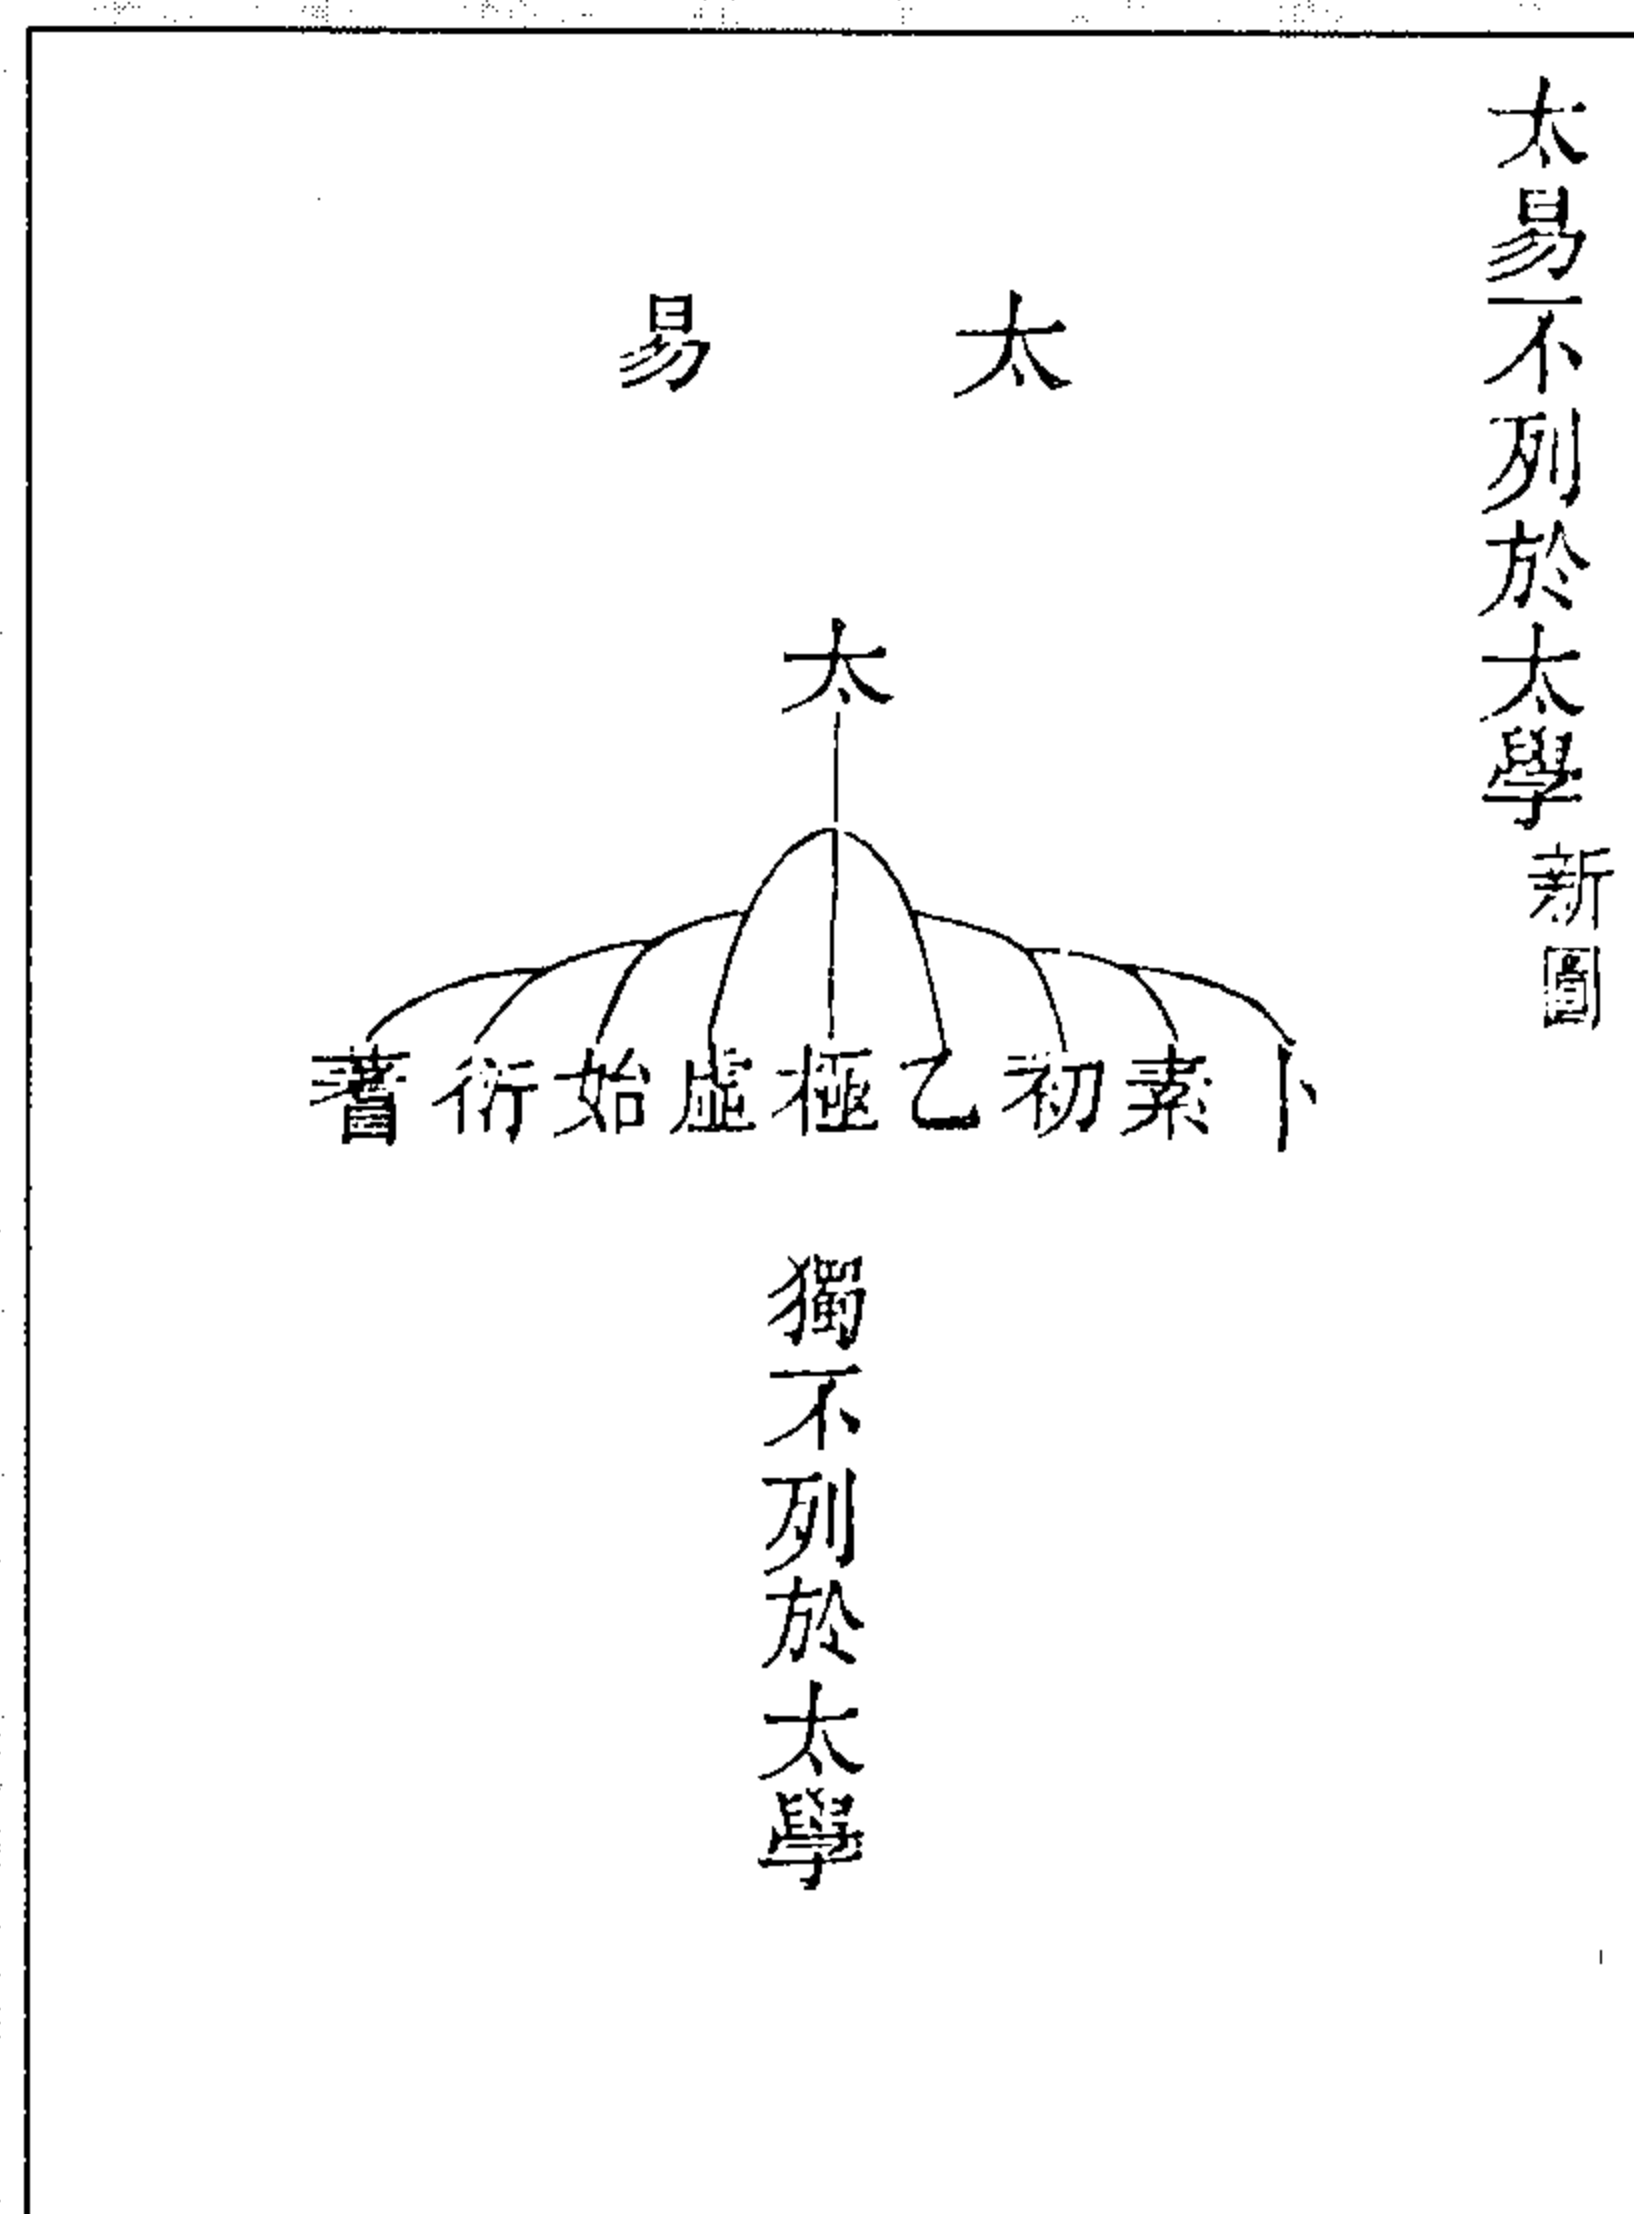 太易不列於太學新圖
太易
太
卜素初乙極虛始衍蓍
獨不列於太學